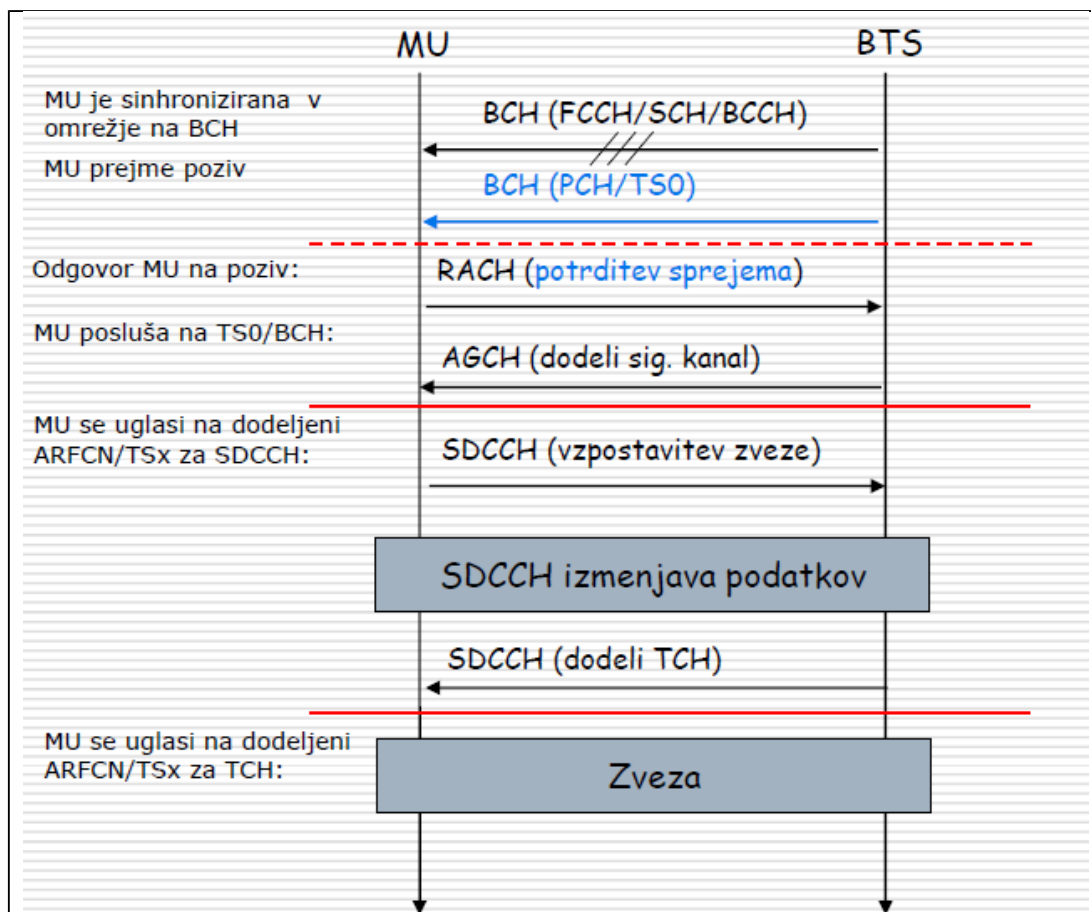 MU BTS
MU je sinhronizirana v
omrežje na BCH
BCH (FCCH/SCH/BCCH)
MU prejme poziv
BCH (PCH/TS0)
Odgovor MU na poziv:
RACH (potrditev sprejema)
MU posluša na TS0/BCH:
AGCH (dodeli sig. kanal)
MU se uglasi na dodeljeni
ARFCN/TSx za SDCCH:
SDCCH (vzpostavitev zveze)
SDCCH izmenjava podatkov
SDCCH (dodeli TCH)
MU se uglasi na dodeljeni
ARFCN/TSx za TCH:
Zveza